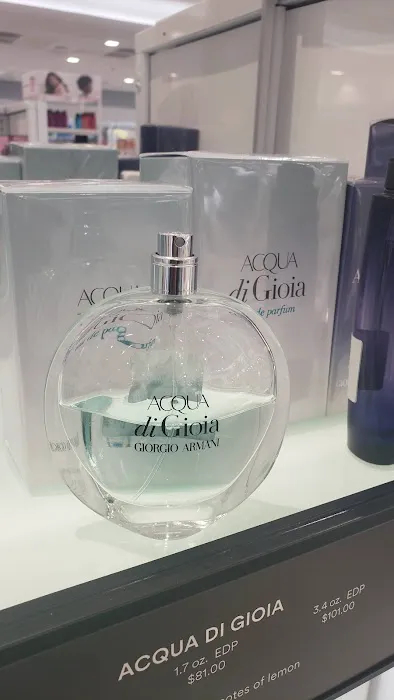 ACQUA
di Gioia
de parfum
ACQUA
ACQUA
di Gioia
GIORGIO ARMANI
ACQUA DI GIOIA
1.7 oz. EDP
$81.00
3.4 oz. EDP
$101.00
notes of lemon